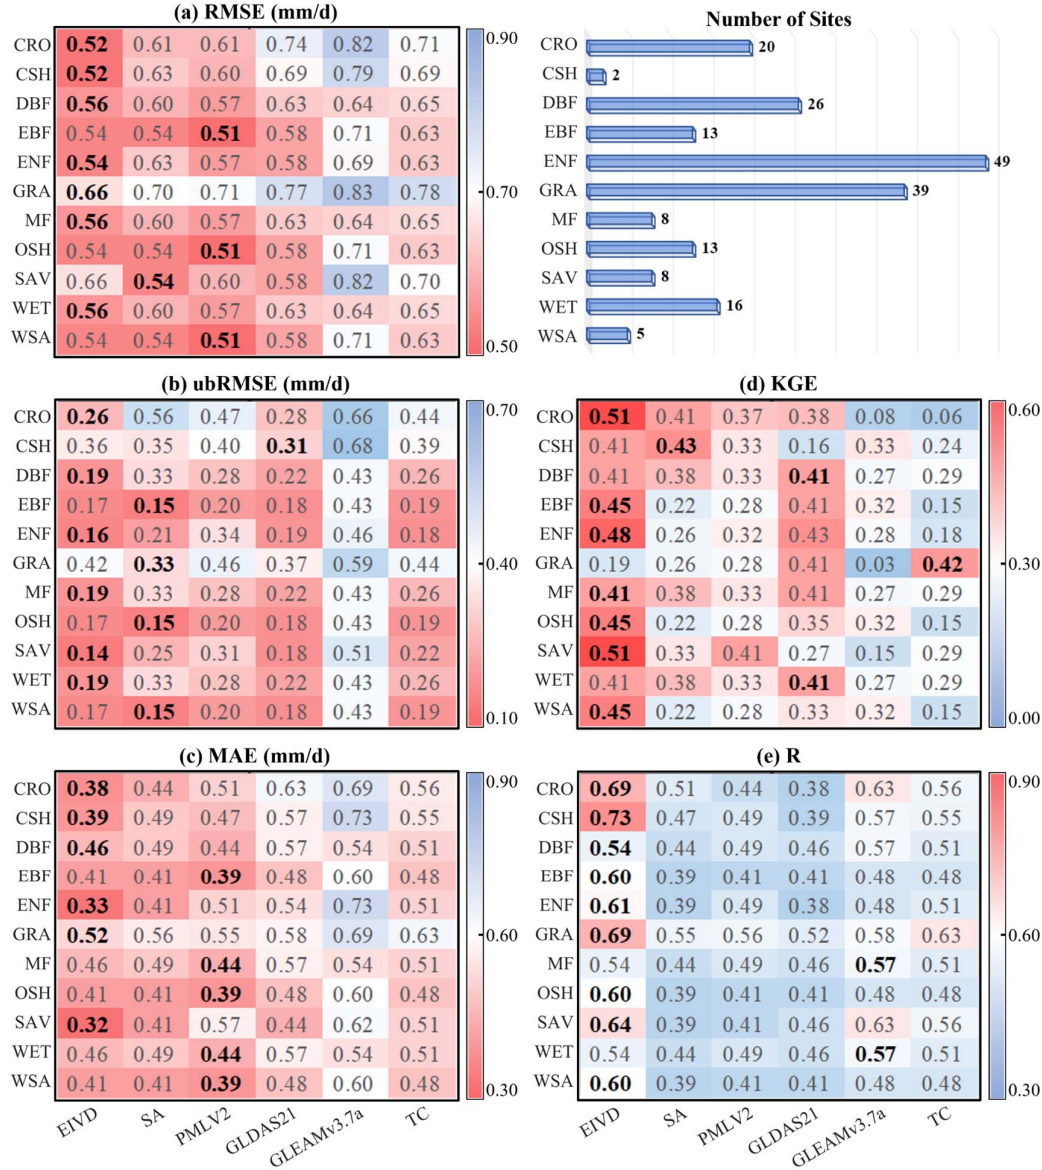 (a) RMSE (mm/d)
CRO 0.52 0.61 0.61 0.74 0.82 0.71
CSH 0.52 0.63 0.60 0.69 0.79 0.69
DBF 0.56 0.60 0.57 0.63 0.64 0.65
EBF 0.54 0.54 0.51 0.58 0.71 0.63
ENF 0.54 0.63 0.57 0.58 0.69 0.63
GRA 0.66 0.70 0.71 0.77 0.83 0.78
MF 0.56 0.60 0.57 0.63 0.64 0.65
OSH 0.54 0.54 0.51 0.58 0.71 0.63
SAV 0.66 0.54 0.60 0.58 0.82 0.70
WET 0.56 0.60 0.57 0.63 0.64 0.65
WSA 0.54 0.54 0.51 0.58 0.71 0.63
0.90
0.70
0.50
Number of Sites
CRO 20
CSH 2
DBF 26
EBF 13
ENF 49
GRA 39
MF 8
OSH 13
SAV 8
WET 16
WSA 5
(b) ubRMSE (mm/d)
CRO 0.26 0.56 0.47 0.28 0.66 0.44
CSH 0.36 0.35 0.40 0.31 0.68 0.39
DBF 0.19 0.33 0.28 0.22 0.43 0.26
EBF 0.17 0.15 0.20 0.18 0.43 0.19
ENF 0.16 0.21 0.34 0.19 0.46 0.18
GRA 0.42 0.33 0.46 0.37 0.59 0.44
MF 0.19 0.33 0.28 0.22 0.43 0.26
OSH 0.17 0.15 0.20 0.18 0.43 0.19
SAV 0.14 0.25 0.31 0.18 0.51 0.22
WET 0.19 0.33 0.28 0.22 0.43 0.26
WSA 0.17 0.15 0.20 0.18 0.43 0.19
0.70
0.40
0.10
(d) KGE
CRO 0.51 0.41 0.37 0.38 0.08 0.06
CSH 0.41 0.43 0.33 0.16 0.33 0.24
DBF 0.41 0.38 0.33 0.41 0.27 0.29
EBF 0.45 0.22 0.28 0.41 0.32 0.15
ENF 0.48 0.26 0.32 0.43 0.28 0.18
GRA 0.19 0.26 0.28 0.41 0.03 0.42
MF 0.41 0.38 0.33 0.41 0.27 0.29
OSH 0.45 0.22 0.28 0.35 0.32 0.15
SAV 0.51 0.33 0.41 0.27 0.15 0.29
WET 0.41 0.38 0.33 0.41 0.27 0.29
WSA 0.45 0.22 0.28 0.33 0.32 0.15
0.60
0.30
0.00
(c) MAE (mm/d)
CRO 0.38 0.44 0.51 0.63 0.69 0.56
CSH 0.39 0.49 0.47 0.57 0.73 0.55
DBF 0.46 0.49 0.44 0.57 0.54 0.51
EBF 0.41 0.41 0.39 0.48 0.60 0.48
ENF 0.33 0.41 0.51 0.54 0.73 0.51
GRA 0.52 0.56 0.55 0.58 0.69 0.63
MF 0.46 0.49 0.44 0.57 0.54 0.51
OSH 0.41 0.41 0.39 0.48 0.60 0.48
SAV 0.32 0.41 0.57 0.44 0.62 0.51
WET 0.46 0.49 0.44 0.57 0.54 0.51
WSA 0.41 0.41 0.39 0.48 0.60 0.48
0.90
0.60
0.30
EIVD SA PMLV2 GLDAS21 GLEAMv3.7a TC
(e) R
CRO 0.69 0.51 0.44 0.38 0.63 0.56
CSH 0.73 0.47 0.49 0.39 0.57 0.55
DBF 0.54 0.44 0.49 0.46 0.57 0.51
EBF 0.60 0.39 0.41 0.41 0.48 0.48
ENF 0.61 0.39 0.49 0.38 0.48 0.51
GRA 0.69 0.55 0.56 0.52 0.58 0.63
MF 0.54 0.44 0.49 0.46 0.57 0.51
OSH 0.60 0.39 0.41 0.41 0.48 0.48
SAV 0.64 0.39 0.41 0.46 0.63 0.56
WET 0.54 0.44 0.49 0.46 0.57 0.51
WSA 0.60 0.39 0.41 0.41 0.48 0.48
0.90
0.60
0.30
EIVD SA PMLV2 GLDAS21 GLEAMv3.7a TC